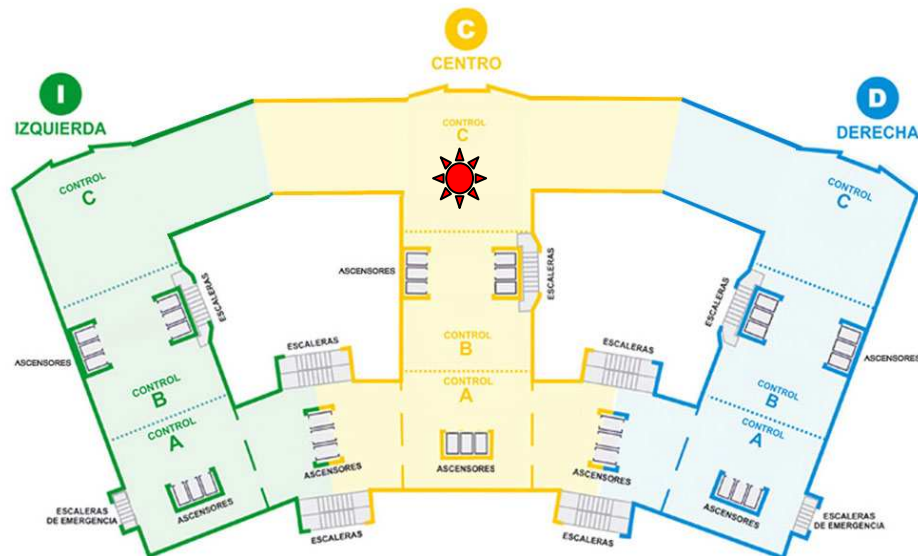 C
CENTRO
I
IZQUIERDA
D
DERECHA
CONTROL
C
CONTROL
C
CONTROL
C
ASCENSORES
ESCALERAS
ESCALERAS
ESCALERAS
ASCENSORES
ASCENSORES
ESCALERAS
ESCALERAS
CONTROL
B
CONTROL
B
CONTROL
B
CONTROL
A
CONTROL
A
CONTROL
A
ASCENSORES
ASCENSORES
ASCENSORES
ASCENSORES
ASCENSORES
ESCALERAS
DE EMERGENCIA
ESCALERAS
DE EMERGENCIA
ESCALERAS
ESCALERAS